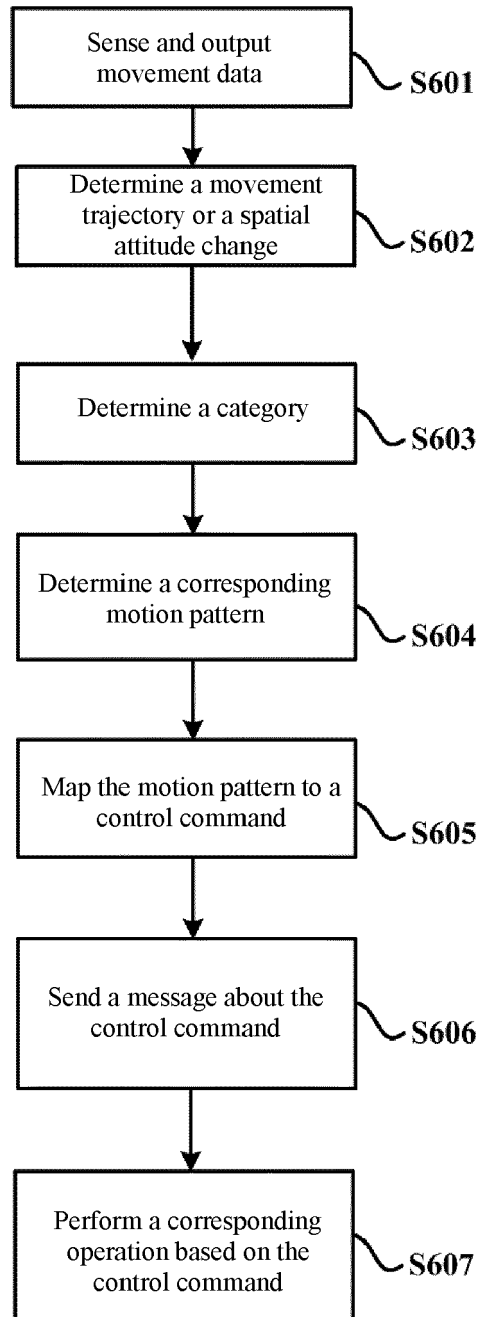 Sense and output
movement data
S601
Determine a movement
trajectory or a spatial
attitude change
S602
Determine a category
S603
Determine a corresponding
motion pattern
S604
Map the motion pattern to a
control command
S605
Send a message about the
control command
S606
Perform a corresponding
operation based on the
control command
S607